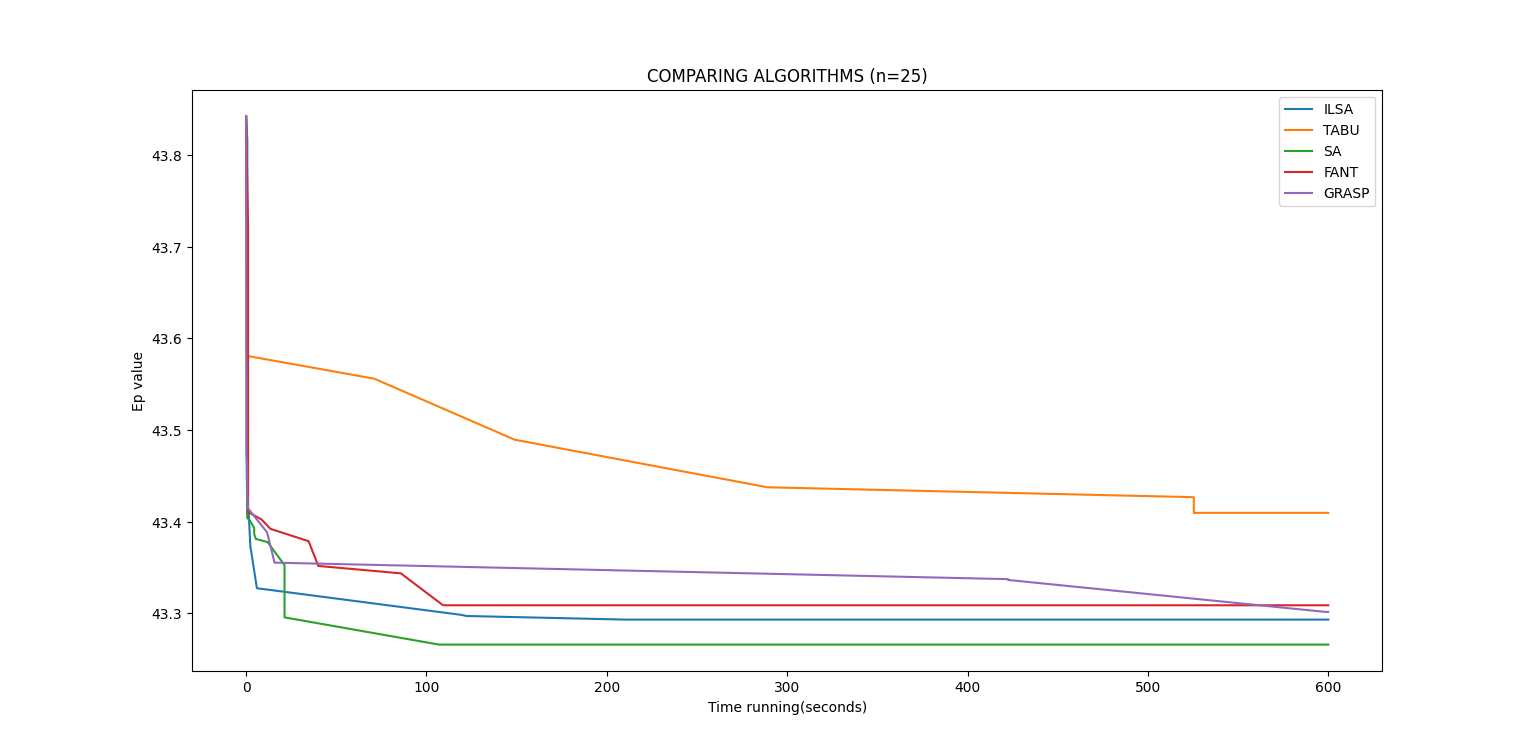 COMPARING ALGORITHMS (n=25)
ILSA
TABU
SA
FANT
GRASP
43.8
43.7
43.6
43.5
43.4
43.3
Ep value
0 100 200 300 400 500 600
Time running(seconds)